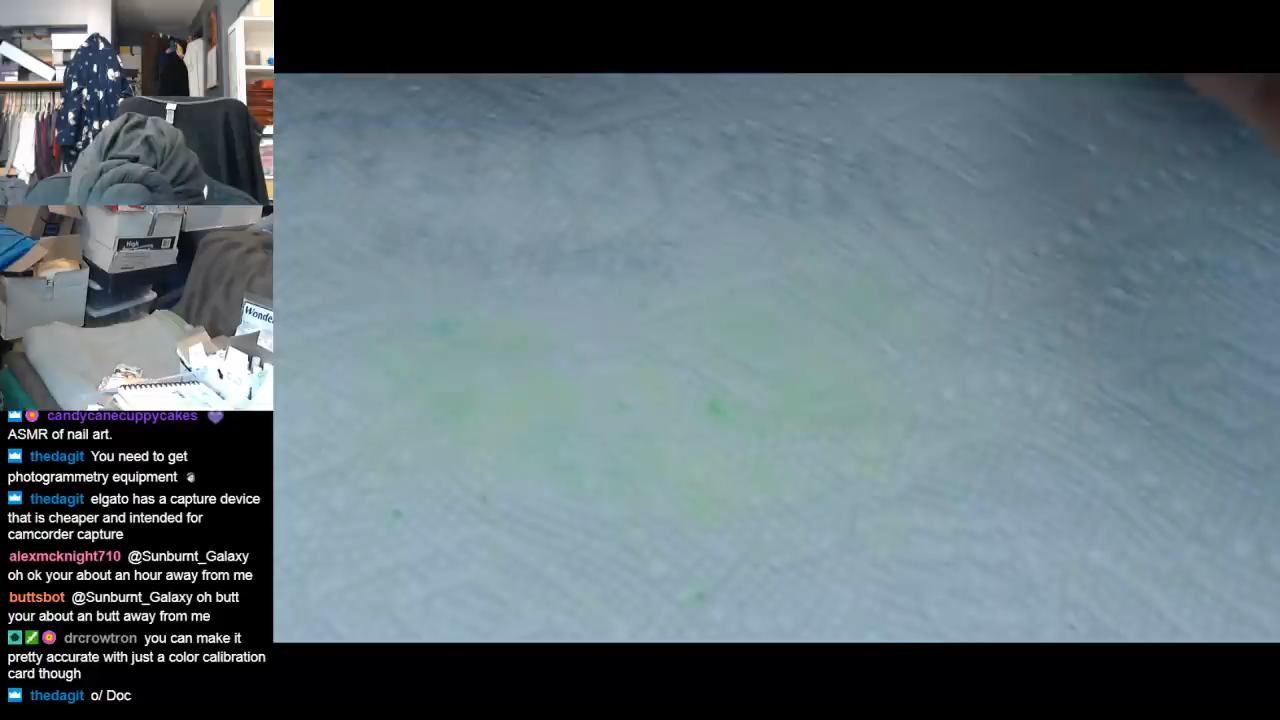 High
Wonde
candycanecuppycakes
ASMR of nail art.
thedagit You need to get
photogrammetry equipment
thedagit elgato has a capture device
that is cheaper and intended for
camcorder capture
alexmcknight710 @Sunburnt_Galaxy
oh ok your about an hour away from me
buttsbot @Sunburnt_Galaxy oh butt
your about an butt away from me
drcrowtron you can make it
pretty accurate with just a color calibration
card though
thedagit o/ Doc